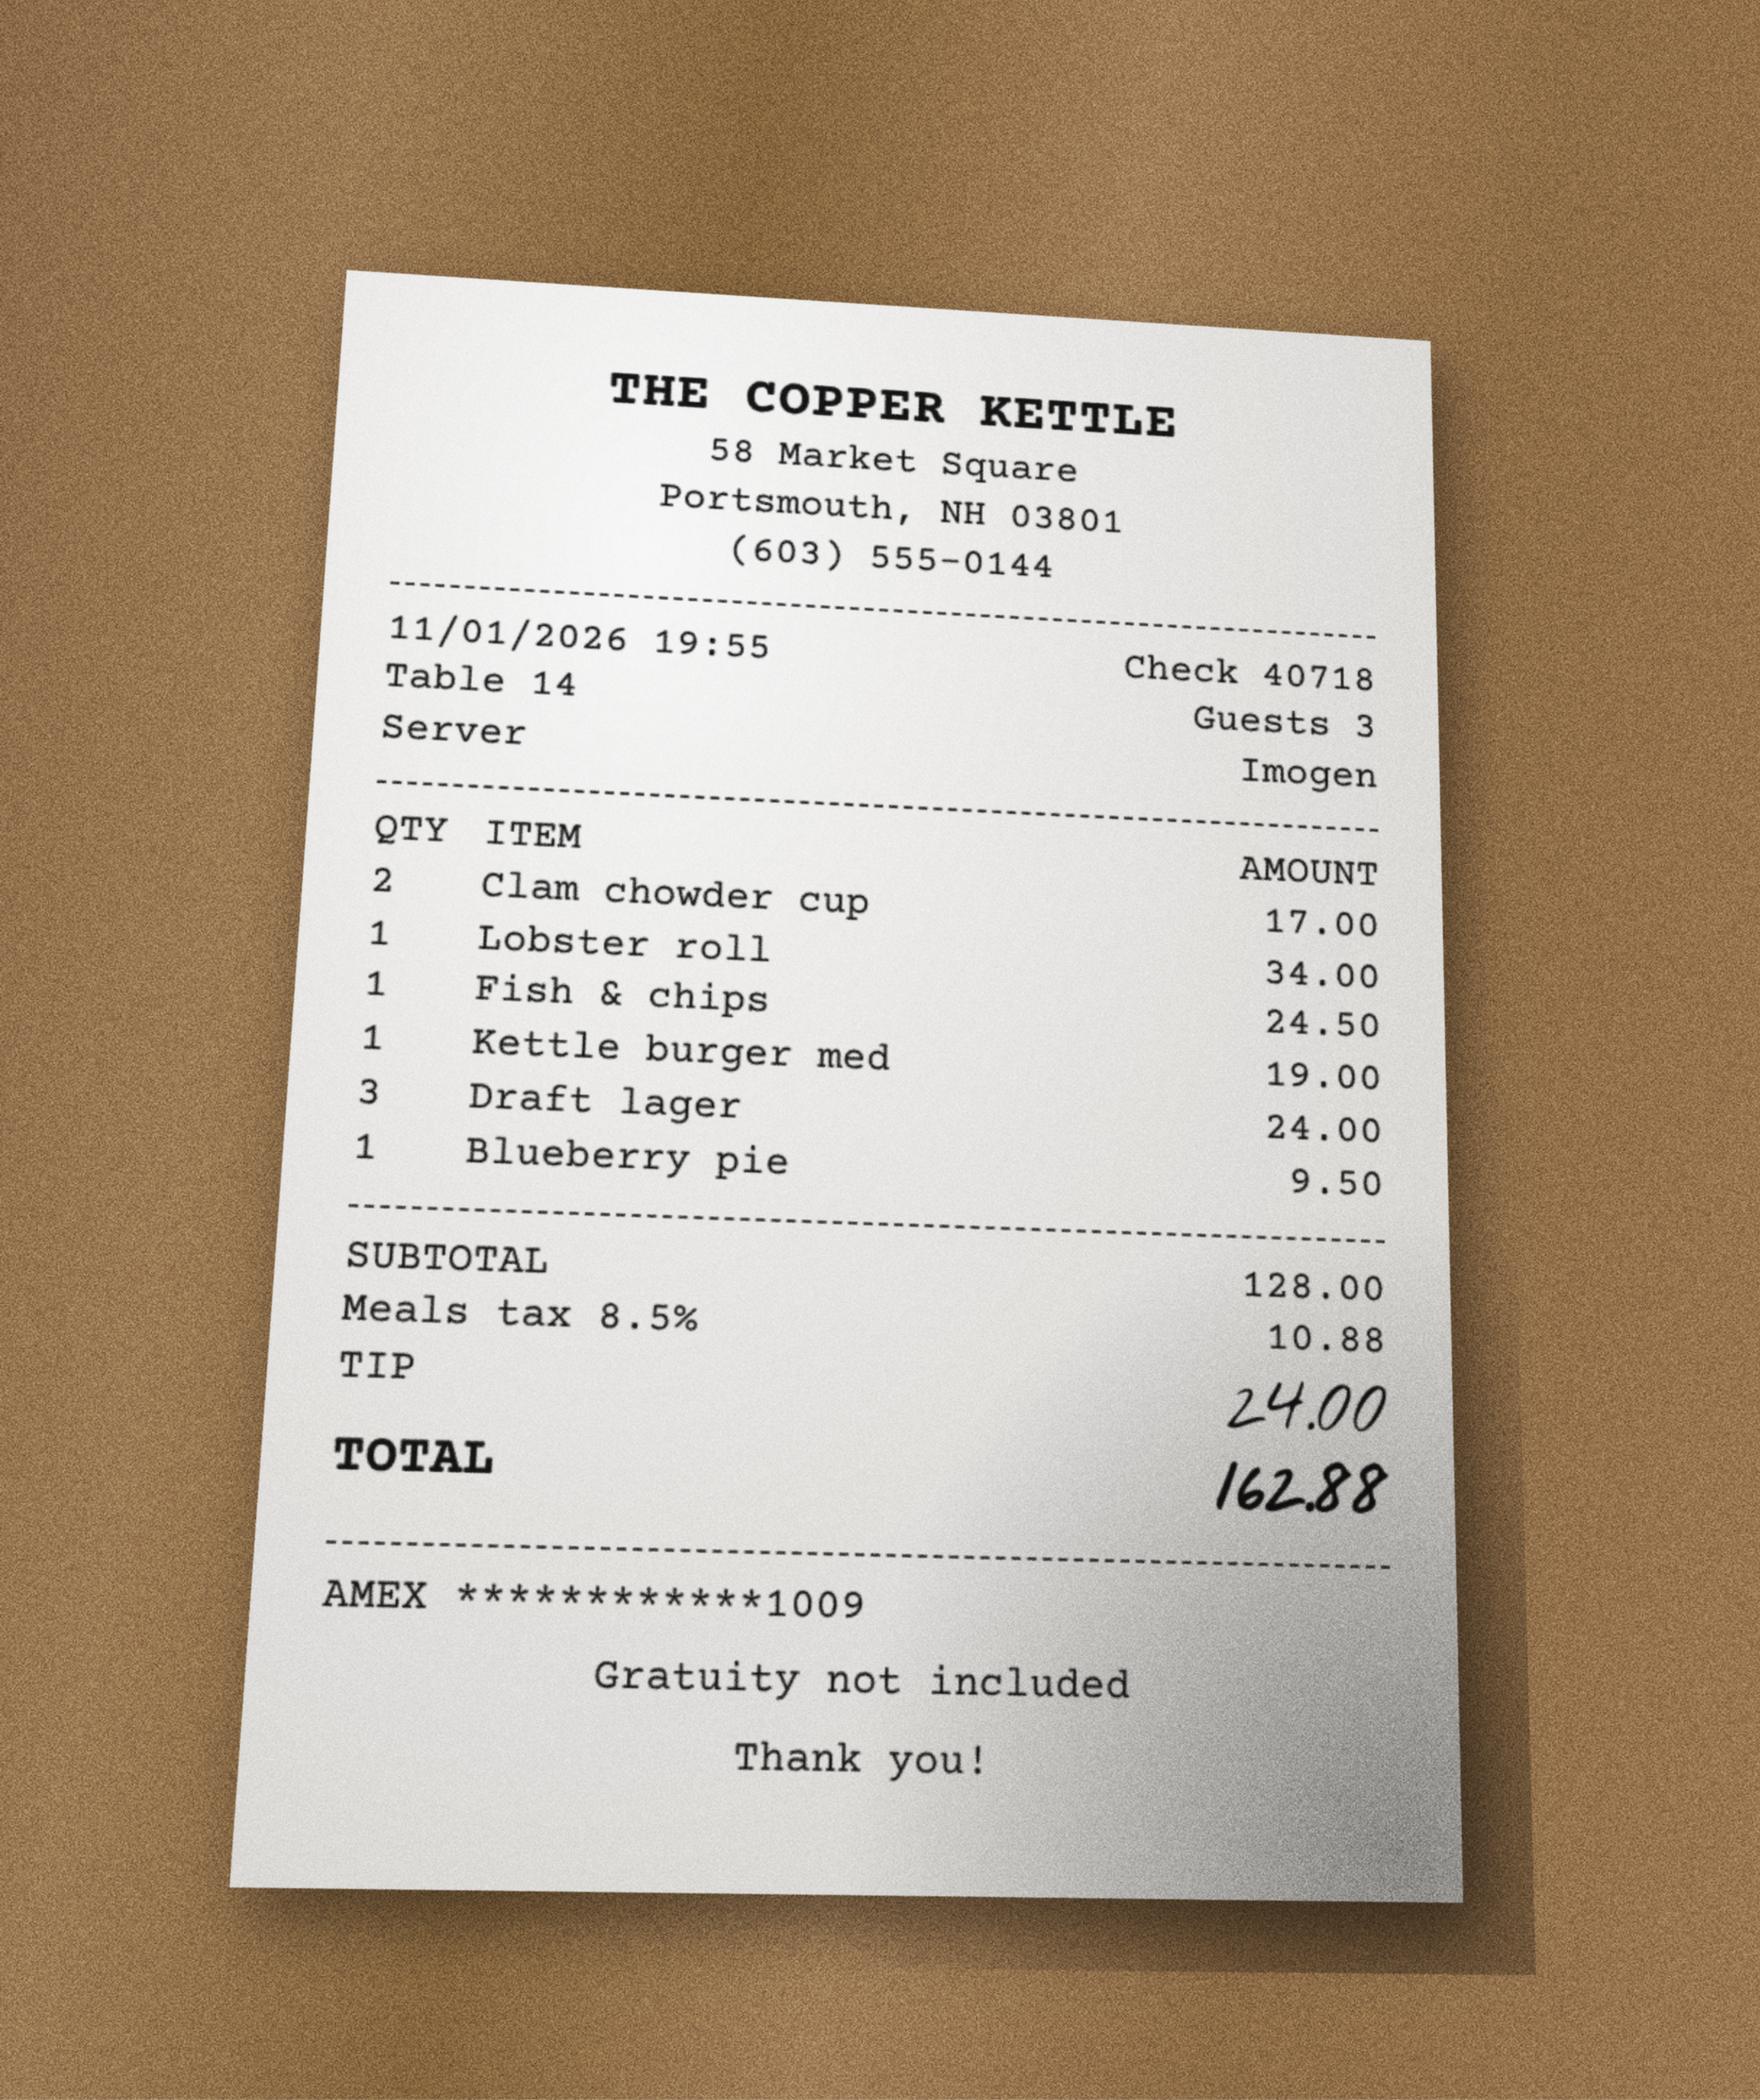 THE COPPER KETTLE
58 Market Square
Portsmouth, NH 03801
(603) 555-0144
11/01/2026 19:55 Check 40718
Table 14 Guests 3
Server Imogen
QTY ITEM AMOUNT
2 Clam chowder cup 17.00
1 Lobster roll 34.00
1 Fish & chips 24.50
1 Kettle burger med 19.00
3 Draft lager 24.00
1 Blueberry pie 9.50
SUBTOTAL 128.00
Meals tax 8.5% 10.88
TIP 24.00
TOTAL 162.88
AMEX ************1009
Gratuity not included
Thank you!